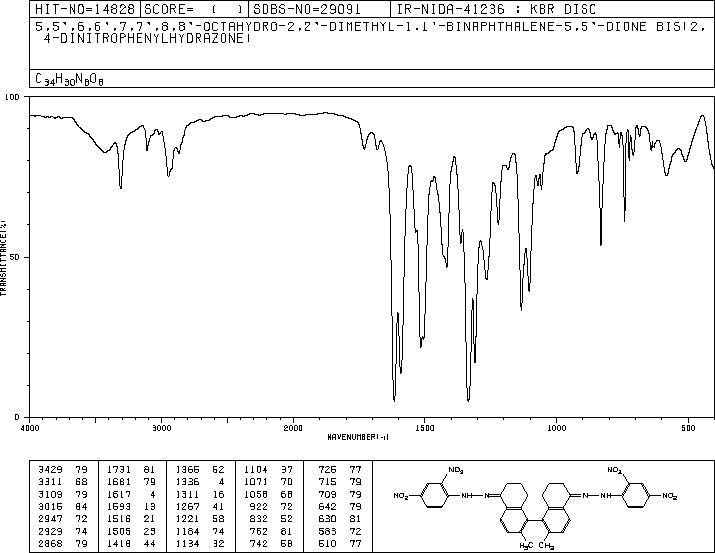 HIT-NO=14828 SCORE= ( ) SDBS-NO=29091 IR-NIDA-41236 : KBR DISC
5,5',6,6',7,7',8,8'-OCTAHYDRO-2,2'-DIMETHYL-1,1'-BINAPHTHALENE-5,5'-DIONE BIS(2,
4-DINITROPHENYLHYDRAZONE)
C34H30N8O8
100
50
0
TRANSMITTANCE(%)
4000 3000 2000 1500 1000 500
WAVENUMBER(-1)
3429 79 1731 81 1366 52 1104 37 726 77
3311 68 1681 79 1336 4 1071 70 715 79
3109 79 1617 4 1311 16 1058 68 709 79
3015 84 1593 13 1267 41 922 72 642 79
2947 72 1516 21 1221 58 832 52 630 81
2929 74 1505 23 1184 74 762 81 583 72
2868 79 1418 44 1134 32 742 58 510 77
NO2 NO2
NO2 NH N N NH NO2
H3C CH3